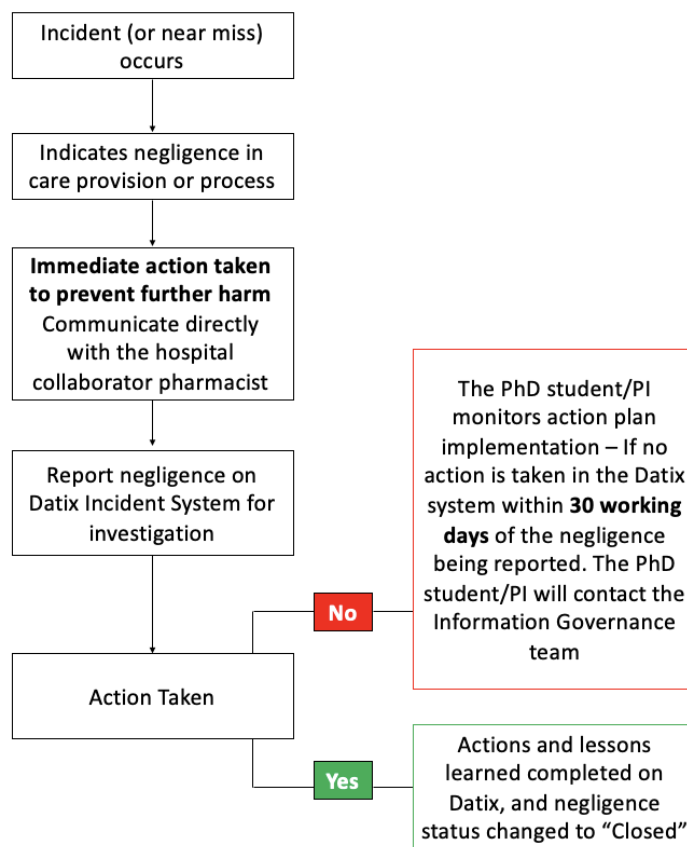 Incident (or near miss)
occurs
Indicates negligence in
care provision or process
Immediate action taken
to prevent further harm
Communicate directly
with the hospital
collaborator pharmacist
Report negligence on
Datix Incident System for
investigation
Action Taken
No
The PhD student/PI
monitors action plan
implementation – If no
action is taken in the Datix
system within 30 working
days of the negligence
being reported. The PhD
student/PI will contact the
Information Governance
team
Yes
Actions and lessons
learned completed on
Datix, and negligence
status changed to “Closed”